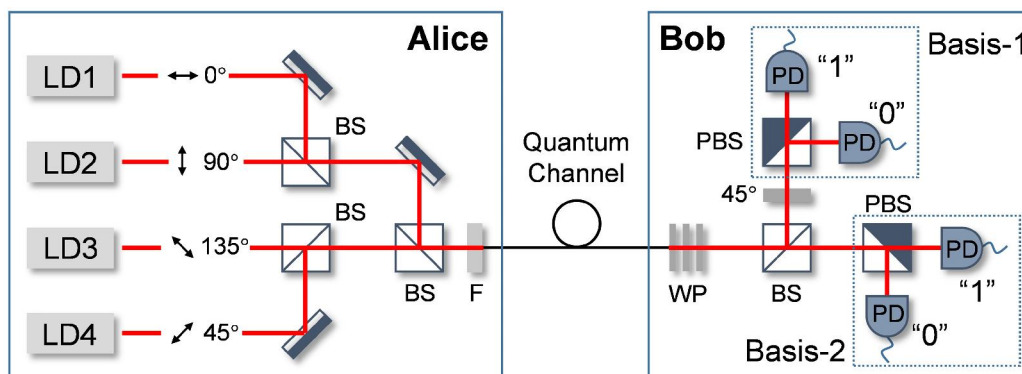 Alice
LD1
0°
BS
LD2
90°
BS
LD3
135°
BS
F
LD4
45°
Quantum
Channel
Bob
Basis-1
PD
“1”
“0”
PBS
PD
45°
PBS
PD
WP
BS
“1”
PD
“0”
Basis-2